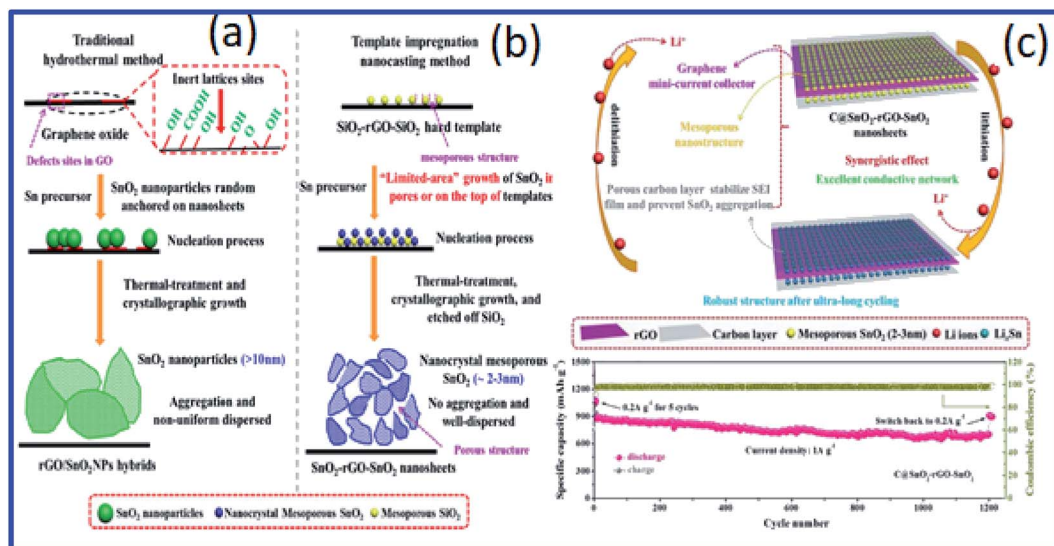 (a)
Traditional
hydrothermal method
Inert lattices sites
OH
COOH
OH
OH
O
OH
Graphene oxide
Defects sites in GO
Sn precursor
SnO₂ nanoparticles random
anchored on nanosheets
Nucleation process
Thermal-treatment and
crystallographic growth
SnO₂ nanoparticles (>10nm)
Aggregation and
non-uniform dispersed
rGO/SnO₂NPs hybrids
(b)
Template impregnation
nanocasting method
SiO₂-rGO-SiO₂ hard template
mesoporous structure
Sn precursor
"Limited-area" growth of SnO₂ in
pores or on the top of templates
Nucleation process
Thermal-treatment,
crystallographic growth, and
etched off SiO₂
Nanocrystal mesoporous
SnO₂ (~ 2-3nm)
No aggregation and
well-dispersed
Porous structure
SnO₂-rGO-SnO₂ nanosheets
SnO₂ nanoparticles
Nanocrystal Mesoporous SnO₂
Mesoporous SiO₂
(c)
Li⁺
Graphene
mini-current collector
delithiation
lithiation
C@SnO₂-rGO-SnO₂
nanosheets
Mesoporous
nanostructure
Synergistic effect
Excellent conductive network
Porous carbon layer stabilize SEI
film and prevent SnO₂ aggregation
Li⁺
Robust structure after ultra-long cycling
rGO
Carbon layer
Mesoporous SnO₂ (2-3nm)
Li ions
LiₓSn
Specific capacity (mAh g⁻¹)
1500
1200
900
600
300
0
0.2A g⁻¹ for 5 cycles
Switch back to 0.2A g⁻¹
Current density: 1A g⁻¹
discharge
charge
C@SnO₂-rGO-SnO₂
120
100
80
60
40
20
0
Coulombic efficiency (%)
0
200
400
600
800
1000
1200
Cycle number